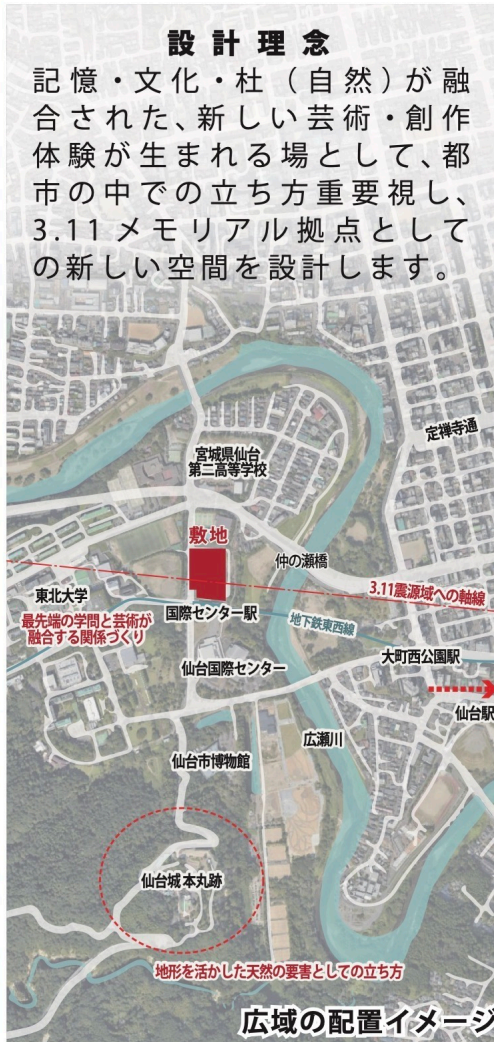 設計理念
記憶・文化・杜（自然）が融
合された、新しい芸術・創作
体験が生まれる場として、都
市の中での立ち方重要視し、
3.11メモリアル拠点として
の新しい空間を設計します。
定禅寺通
宮城県仙台
第二高等学校
敷地
仲の瀬橋
3.11震源域への軸線
東北大学
最先端の学問と芸術が
融合する関係づくり
国際センター駅
地下鉄東西線
大町西公園駅
仙台国際センター
仙台駅
広瀬川
仙台市博物館
仙台城 本丸跡
地形を活かした天然の要害としての立ち方
広域の配置イメージ